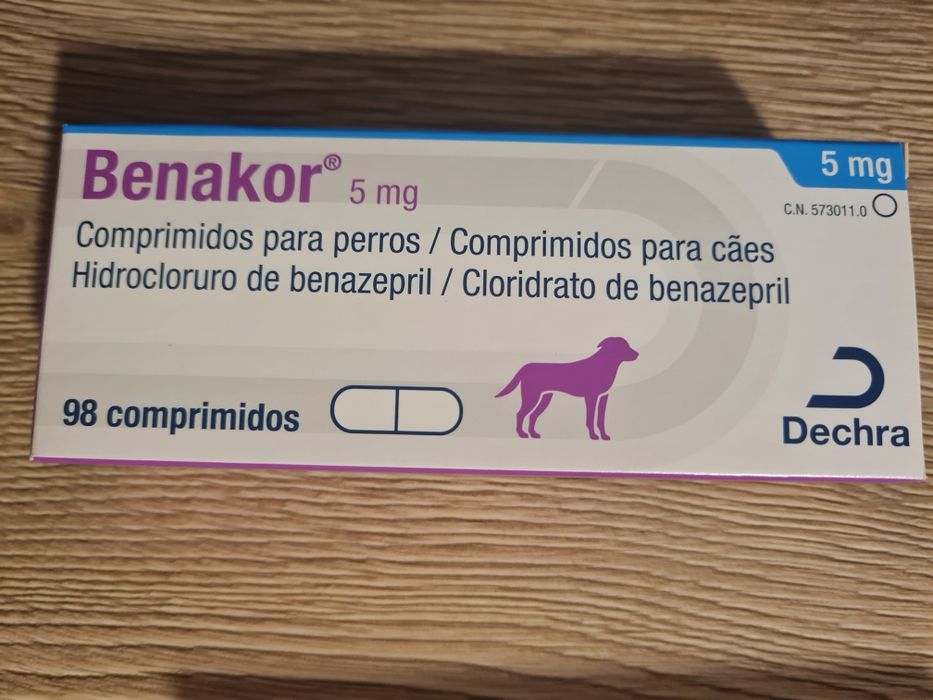 Benakor® 5 mg
5 mg
C.N. 573011.0
Comprimidos para perros / Comprimidos para cães
Hidrocloruro de benazepril / Cloridrato de benazepril
98 comprimidos
Dechra